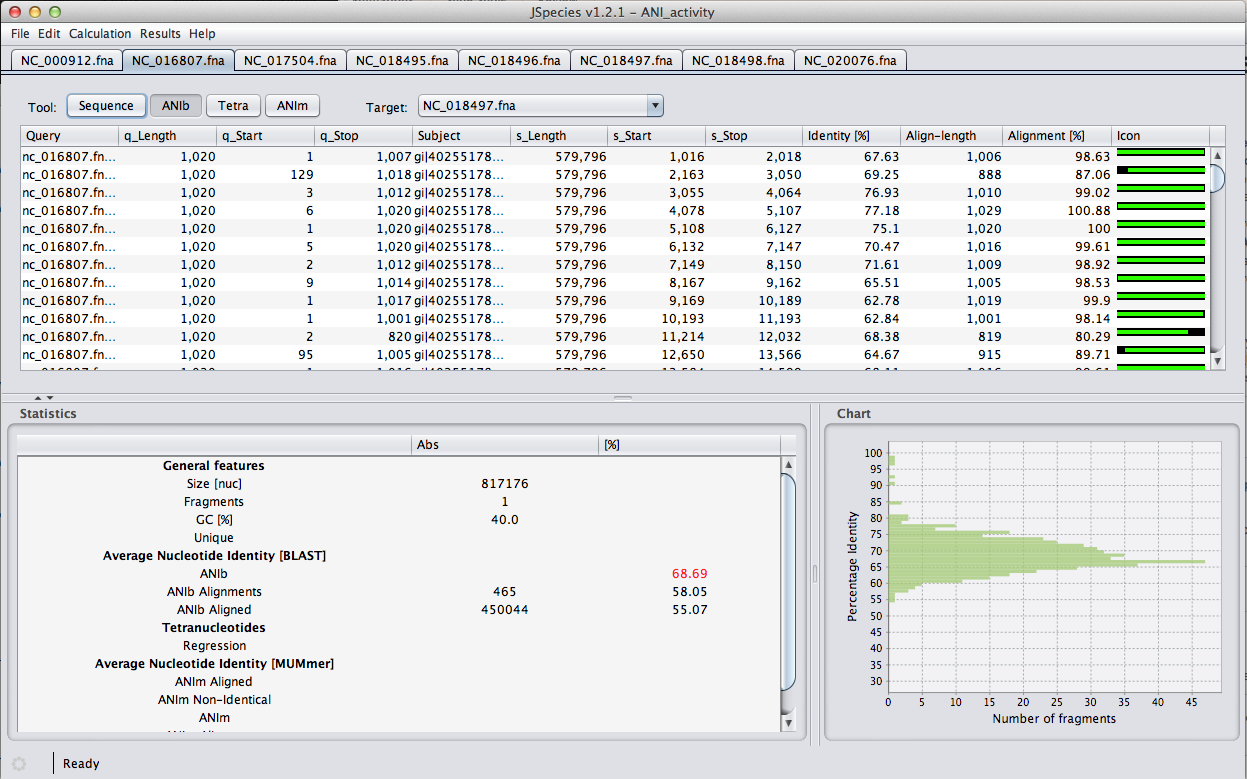 JSpecies v1.2.1 - ANI_activity
File Edit Calculation Results Help
NC_000912.fna NC_016807.fna NC_017504.fna NC_018495.fna NC_018496.fna NC_018497.fna NC_018498.fna NC_020076.fna
Tool: Sequence ANIb Tetra ANIm Target: NC_018497.fna
Query q_Length q_Start q_Stop Subject s_Length s_Start s_Stop Identity [%] Align-length Alignment [%] Icon
nc_016807.fn... 1,020 1 1,007 gi|40255178... 579,796 1,016 2,018 67.63 1,006 98.63
nc_016807.fn... 1,020 129 1,018 gi|40255178... 579,796 2,163 3,050 69.25 888 87.06
nc_016807.fn... 1,020 3 1,012 gi|40255178... 579,796 3,055 4,064 76.93 1,010 99.02
nc_016807.fn... 1,020 6 1,020 gi|40255178... 579,796 4,078 5,107 77.18 1,029 100.88
nc_016807.fn... 1,020 1 1,020 gi|40255178... 579,796 5,108 6,127 75.1 1,020 100
nc_016807.fn... 1,020 5 1,020 gi|40255178... 579,796 6,132 7,147 70.47 1,016 99.61
nc_016807.fn... 1,020 2 1,012 gi|40255178... 579,796 7,149 8,150 71.61 1,009 98.92
nc_016807.fn... 1,020 9 1,014 gi|40255178... 579,796 8,167 9,162 65.51 1,005 98.53
nc_016807.fn... 1,020 1 1,017 gi|40255178... 579,796 9,169 10,189 62.78 1,019 99.9
nc_016807.fn... 1,020 1 1,001 gi|40255178... 579,796 10,193 11,193 62.84 1,001 98.14
nc_016807.fn... 1,020 2 820 gi|40255178... 579,796 11,214 12,032 68.38 819 80.29
nc_016807.fn... 1,020 95 1,005 gi|40255178... 579,796 12,650 13,566 64.67 915 89.71
Statistics
Abs [%]
General features
Size [nuc] 817176
Fragments 1
GC [%] 40.0
Unique
Average Nucleotide Identity [BLAST]
ANIb 68.69
ANIb Alignments 465 58.05
ANIb Aligned 450044 55.07
Tetranucleotides
Regression
Average Nucleotide Identity [MUMmer]
ANIm Aligned
ANIm Non-Identical
ANIm
Chart
100
95
90
85
80
75
70
65
60
55
50
45
40
35
30
Percentage Identity
0 5 10 15 20 25 30 35 40 45
Number of fragments
Ready